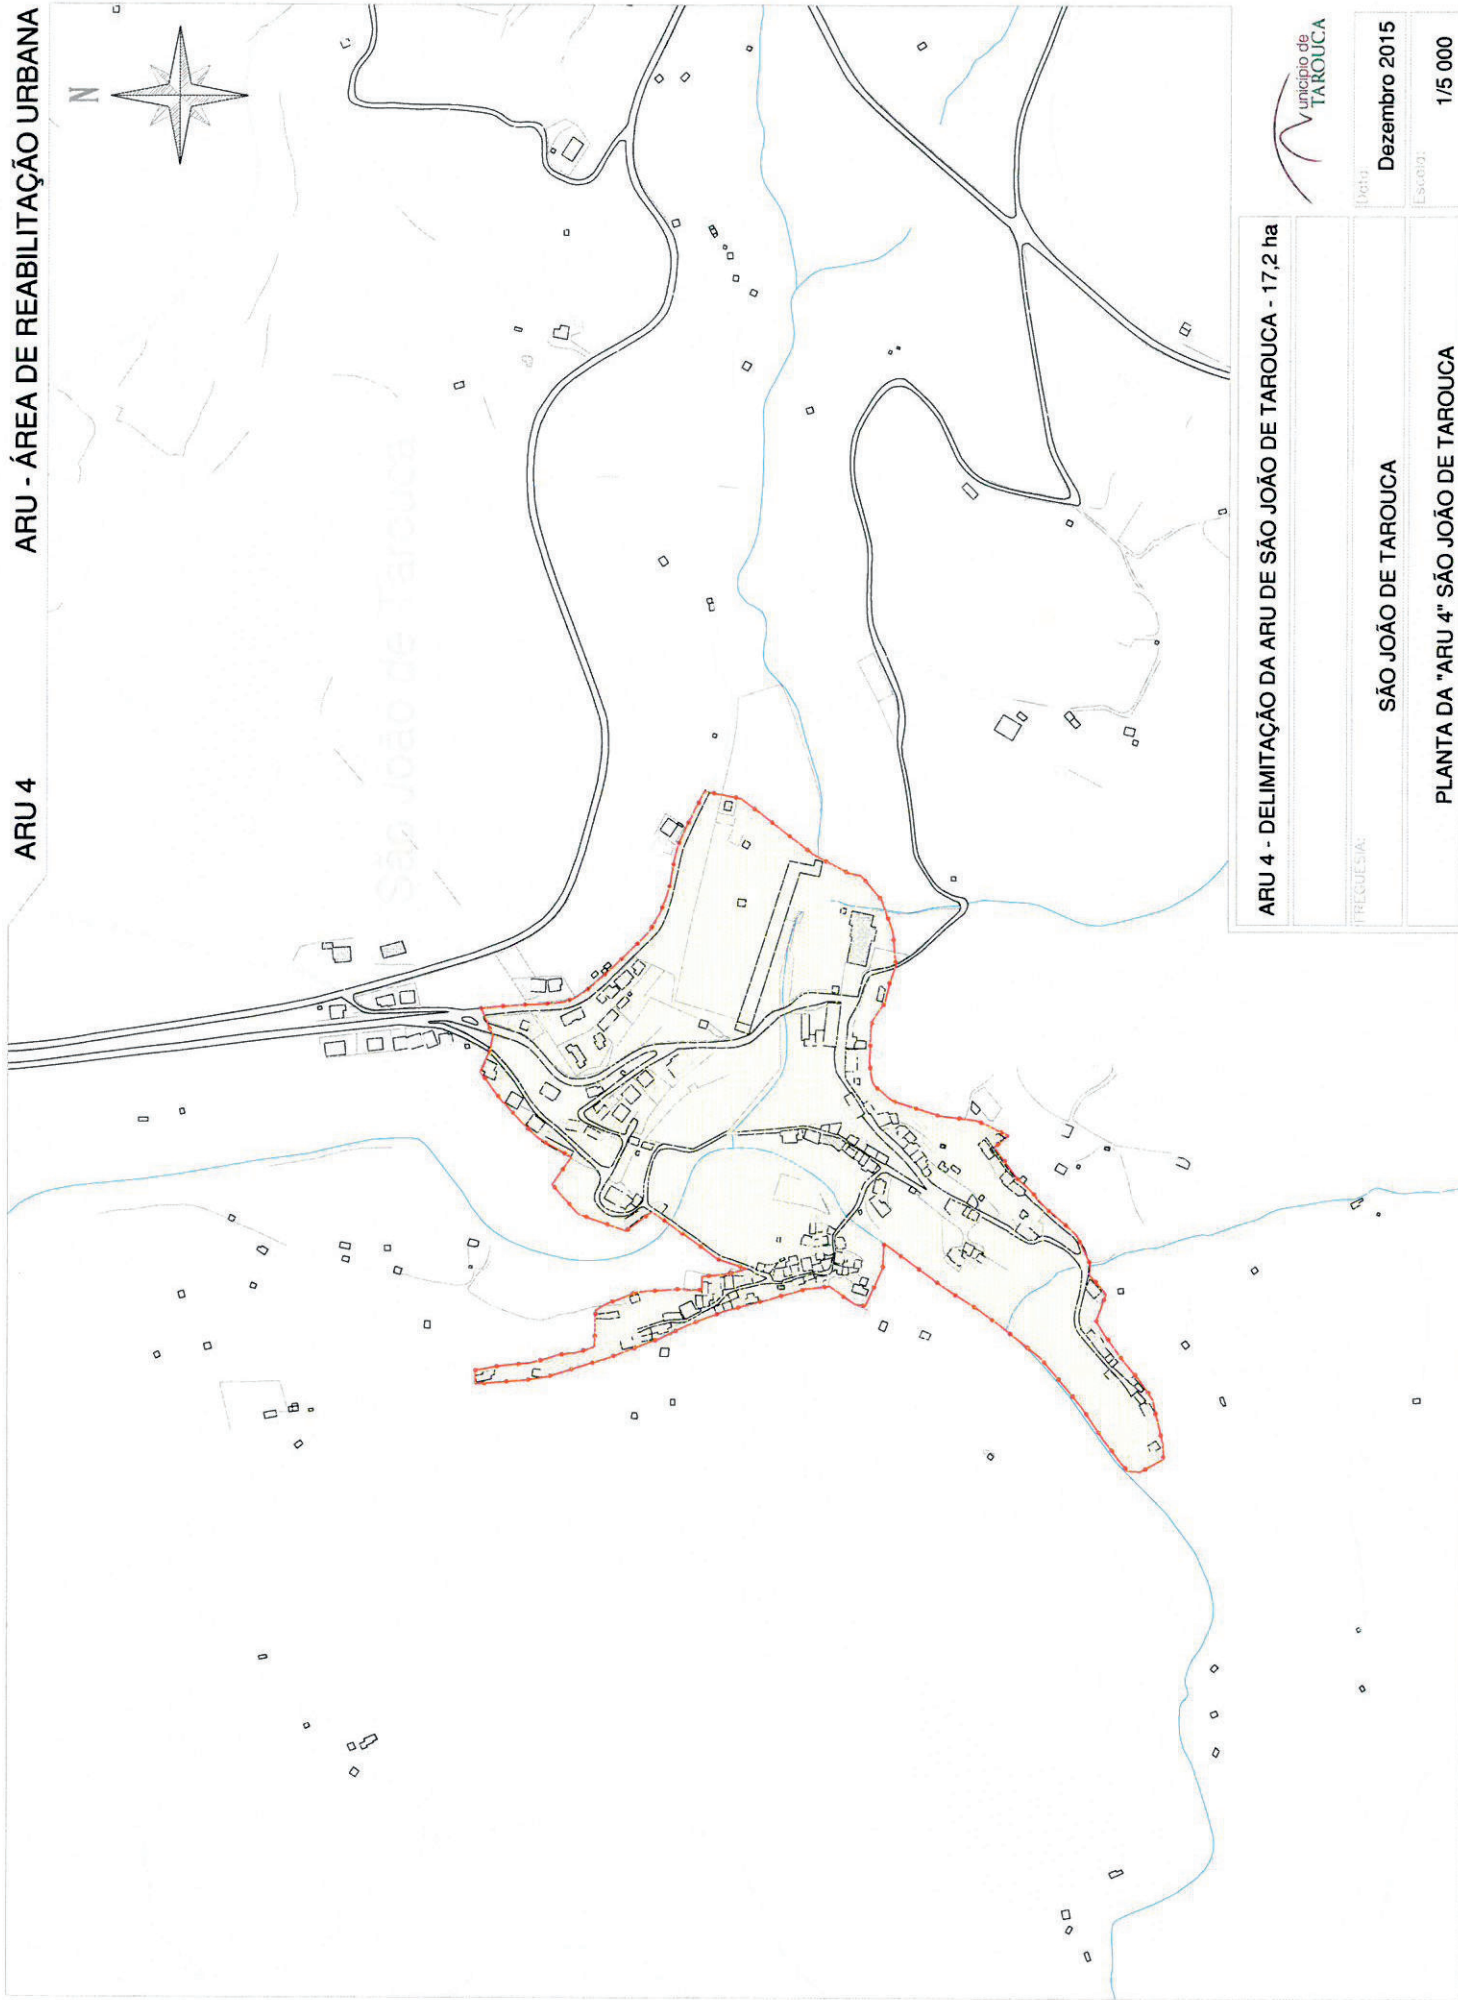 ARU 4
ARU - ÁREA DE REABILITAÇÃO URBANA
N
São João de Tarouca
ARU 4 - DELIMITAÇÃO DA ARU DE SÃO JOÃO DE TAROUCA - 17,2 ha
município de
TAROUCA
FREGUESIA:
SÃO JOÃO DE TAROUCA
Data:
Dezembro 2015
PLANTA DA "ARU 4" SÃO JOÃO DE TAROUCA
Escala:
1/5 000